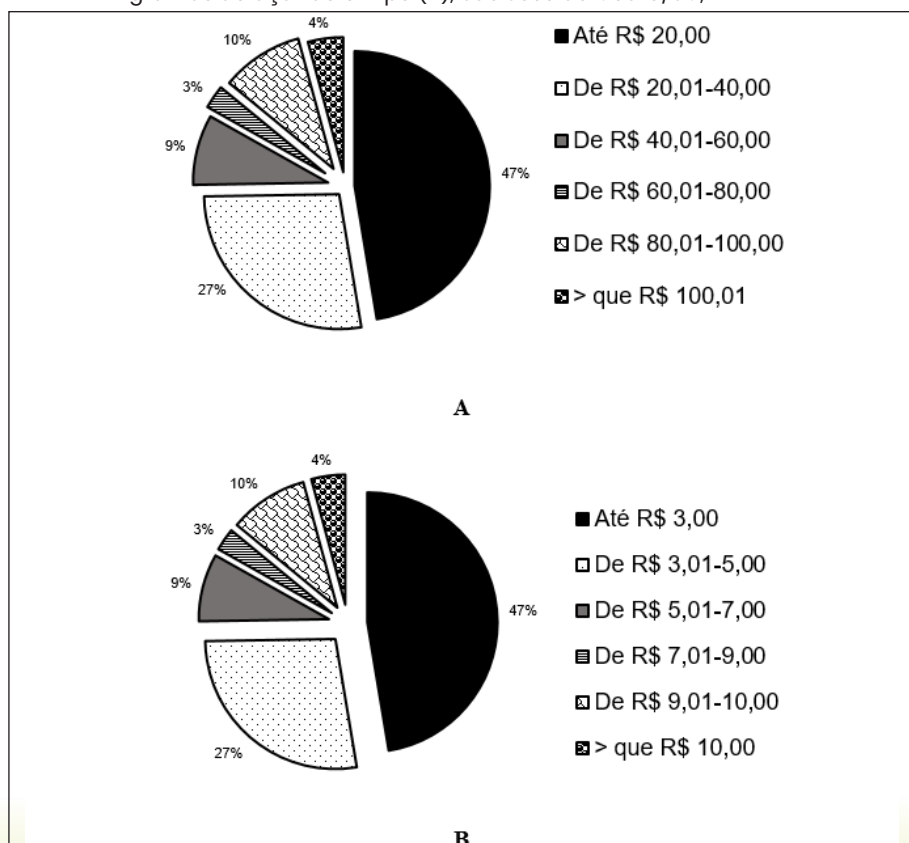 Até R$ 20,00
10%
4%
De R$ 20,01-40,00
3%
De R$ 40,01-60,00
9%
47%
De R$ 60,01-80,00
De R$ 80,01-100,00
27%
> que R$ 100,01
A
4%
10%
Até R$ 3,00
3%
De R$ 3,01-5,00
9%
De R$ 5,01-7,00
47%
De R$ 7,01-9,00
De R$ 9,01-10,00
27%
> que R$ 10,00
B